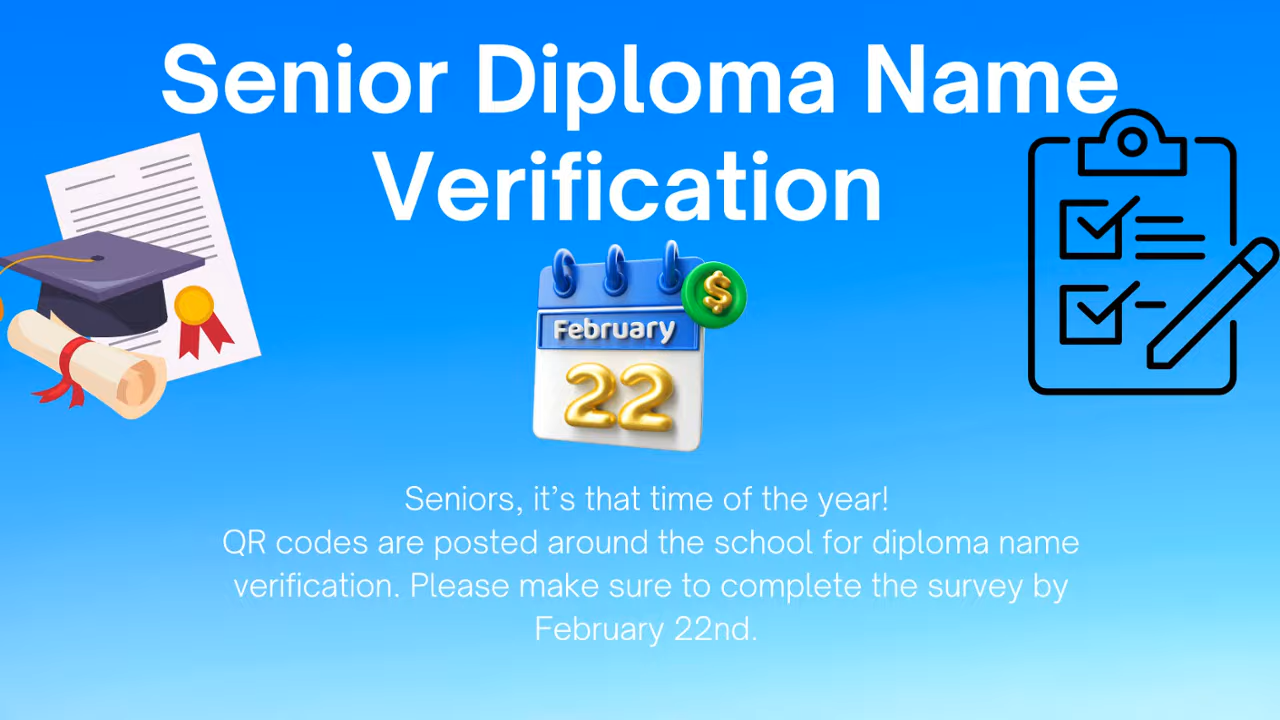 Senior Diploma Name
Verification
$
February
22
Seniors, it's that time of the year!
QR codes are posted around the school for diploma name
verification. Please make sure to complete the survey by
February 22nd.